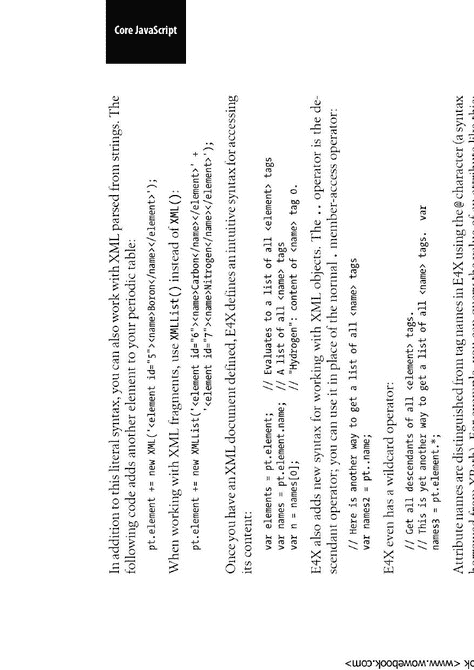 Core JavaScript
In addition to this literal syntax, you can also work with XML parsed from strings. The
following code adds another element to your periodic table:
pt.element += new XML('<element id="5"><name>Boron</name></element>');
When working with XML fragments, use XMLList() instead of XML():
pt.element += new XMLList('<element id="6"><name>Carbon</name></element>' +
'<element id="7"><name>Nitrogen</name></element>');
Once you have an XML document defined, E4X defines an intuitive syntax for accessing
its content:
var elements = pt.element; // Evaluates to a list of all <element> tags
var names = pt.element.name; // A list of all <name> tags
var n = names[0]; // "Hydrogen": content of <name> tag 0.
E4X also adds new syntax for working with XML objects. The .. operator is the de-
scendant operator; you can use it in place of the normal . member-access operator:
// Here is another way to get a list of all <name> tags
var names2 = pt..name;
E4X even has a wildcard operator:
// Get all descendants of all <element> tags.
// This is yet another way to get a list of all <name> tags. var
names3 = pt.element.*;
Attribute names are distinguished from tag names in E4X using the @ character (a syntax
ok <www.wowebook.com>